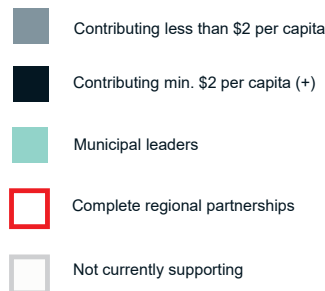 Contributing less than $2 per capita
Contributing min. $2 per capita (+)
Municipal leaders
Complete regional partnerships
Not currently supporting